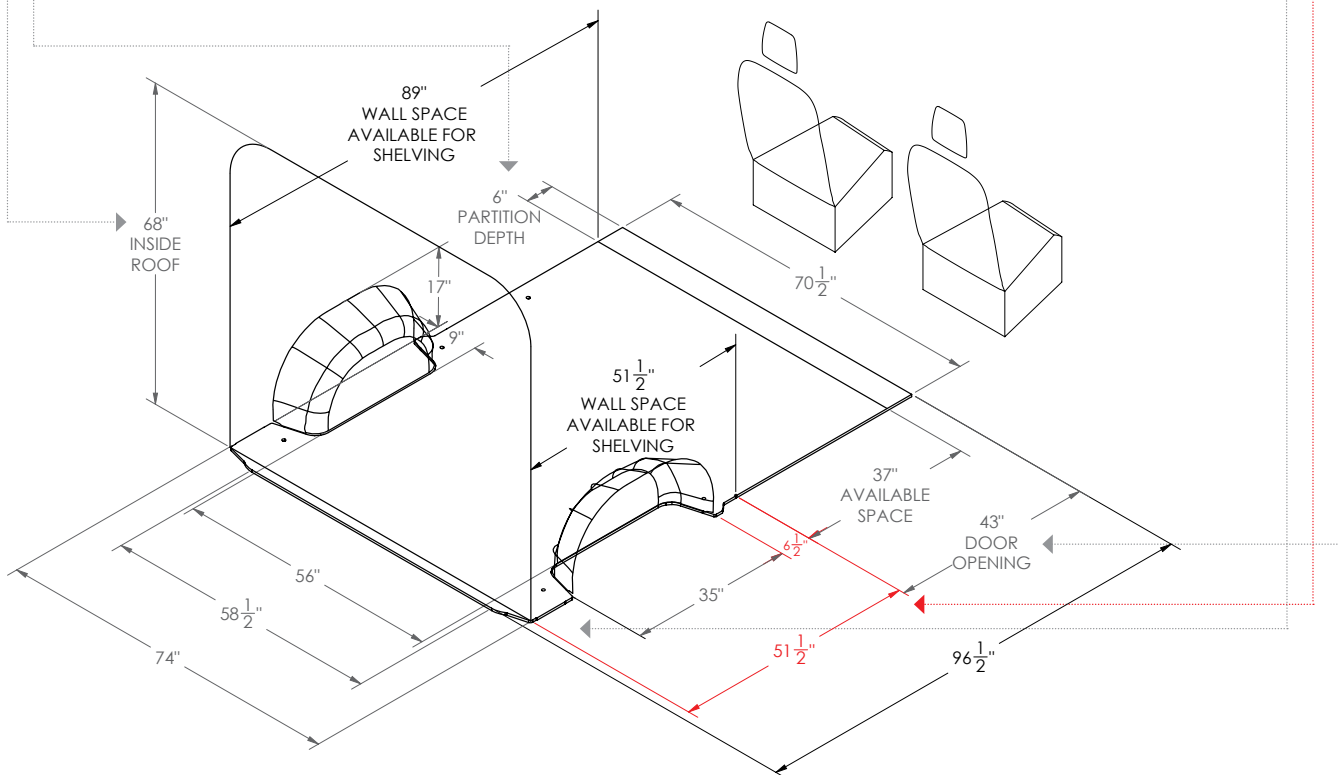 89"
WALL SPACE
AVAILABLE FOR
SHELVING
6"
PARTITION
DEPTH
68"
INSIDE
ROOF
17"
9"
70 1/2"
51 1/2"
WALL SPACE
AVAILABLE FOR
SHELVING
37"
AVAILABLE
SPACE
43"
DOOR
OPENING
6 1/2"
56"
35"
58 1/2"
51 1/2"
74"
96 1/2"